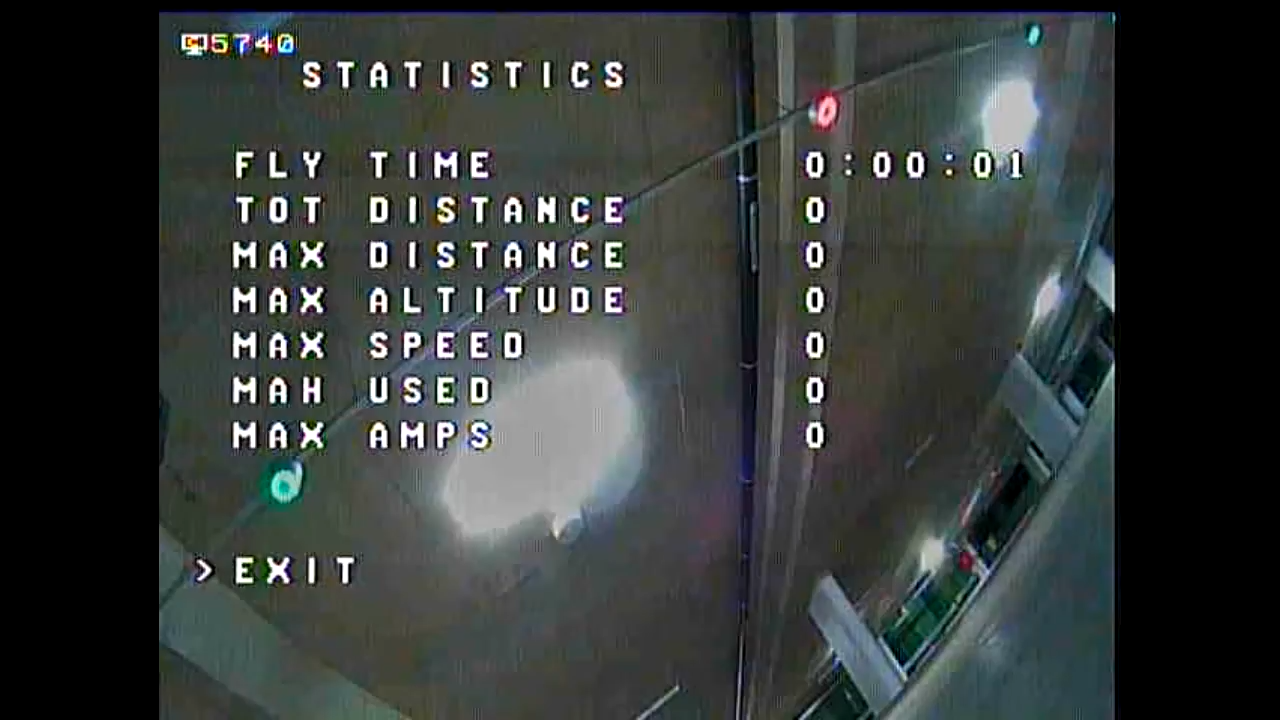 5740
STATISTICS
FLY TIME 0:00:01
TOT DISTANCE 0
MAX DISTANCE 0
MAX ALTITUDE 0
MAX SPEED 0
MAH USED 0
MAX AMPS 0
> EXIT